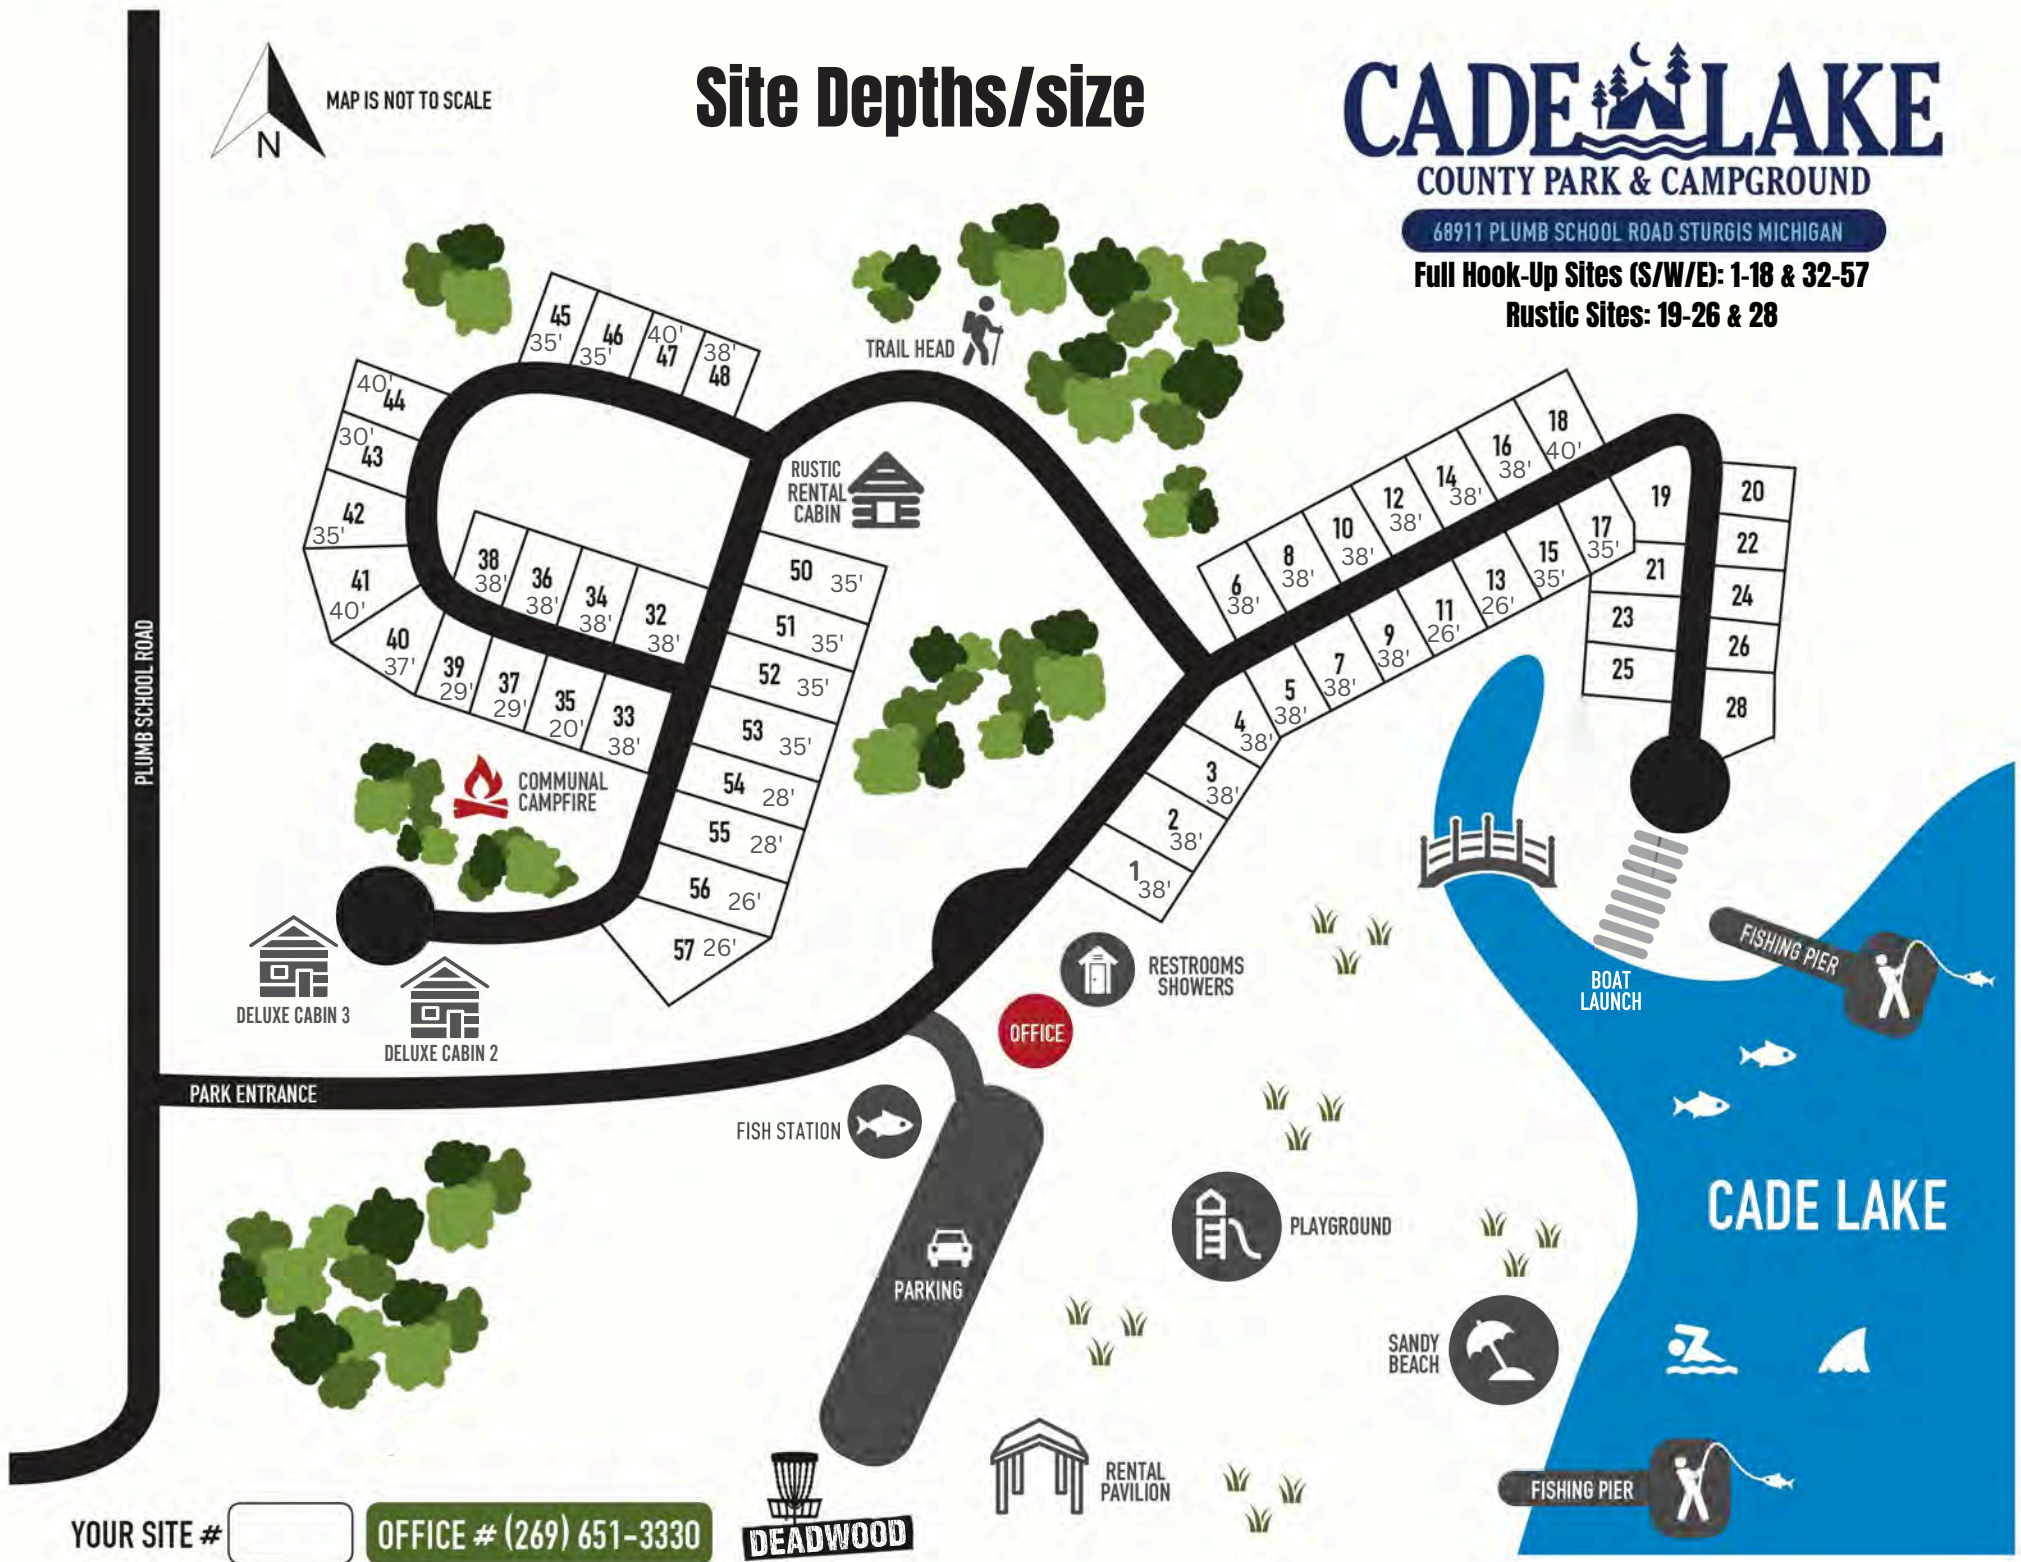 Site Depths/size
MAP IS NOT TO SCALE
N
CADE LAKE
COUNTY PARK & CAMPGROUND
68911 PLUMB SCHOOL ROAD STURGIS MICHIGAN
Full Hook-Up Sites (S/W/E): 1-18 & 32-57
Rustic Sites: 19-26 & 28
PLUMB SCHOOL ROAD
45
35'
46
35'
40'
47
38'
48
40'
44
30'
43
42
35'
41
40'
40
37'
39
29'
37
29'
35
20'
33
38'
38
38'
36
38'
34
38'
32
38'
TRAIL HEAD
RUSTIC
RENTAL
CABIN
50 35'
51 35'
52 35'
53 35'
54 28'
55 28'
56 26'
57 26'
COMMUNAL
CAMPFIRE
DELUXE CABIN 3
DELUXE CABIN 2
6
38'
8
38'
10
38'
12
38'
14
38'
16
38'
18
40'
17
35'
15
35'
13
26'
11
26'
9
38'
7
38'
5
38'
4
38'
3
38'
2
38'
1
38'
19
20
21
22
23
24
25
26
28
RESTROOMS
SHOWERS
OFFICE
BOAT
LAUNCH
FISHING PIER
PARK ENTRANCE
FISH STATION
PARKING
PLAYGROUND
CADE LAKE
SANDY
BEACH
RENTAL
PAVILION
FISHING PIER
YOUR SITE #
OFFICE # (269) 651-3330
DEADWOOD